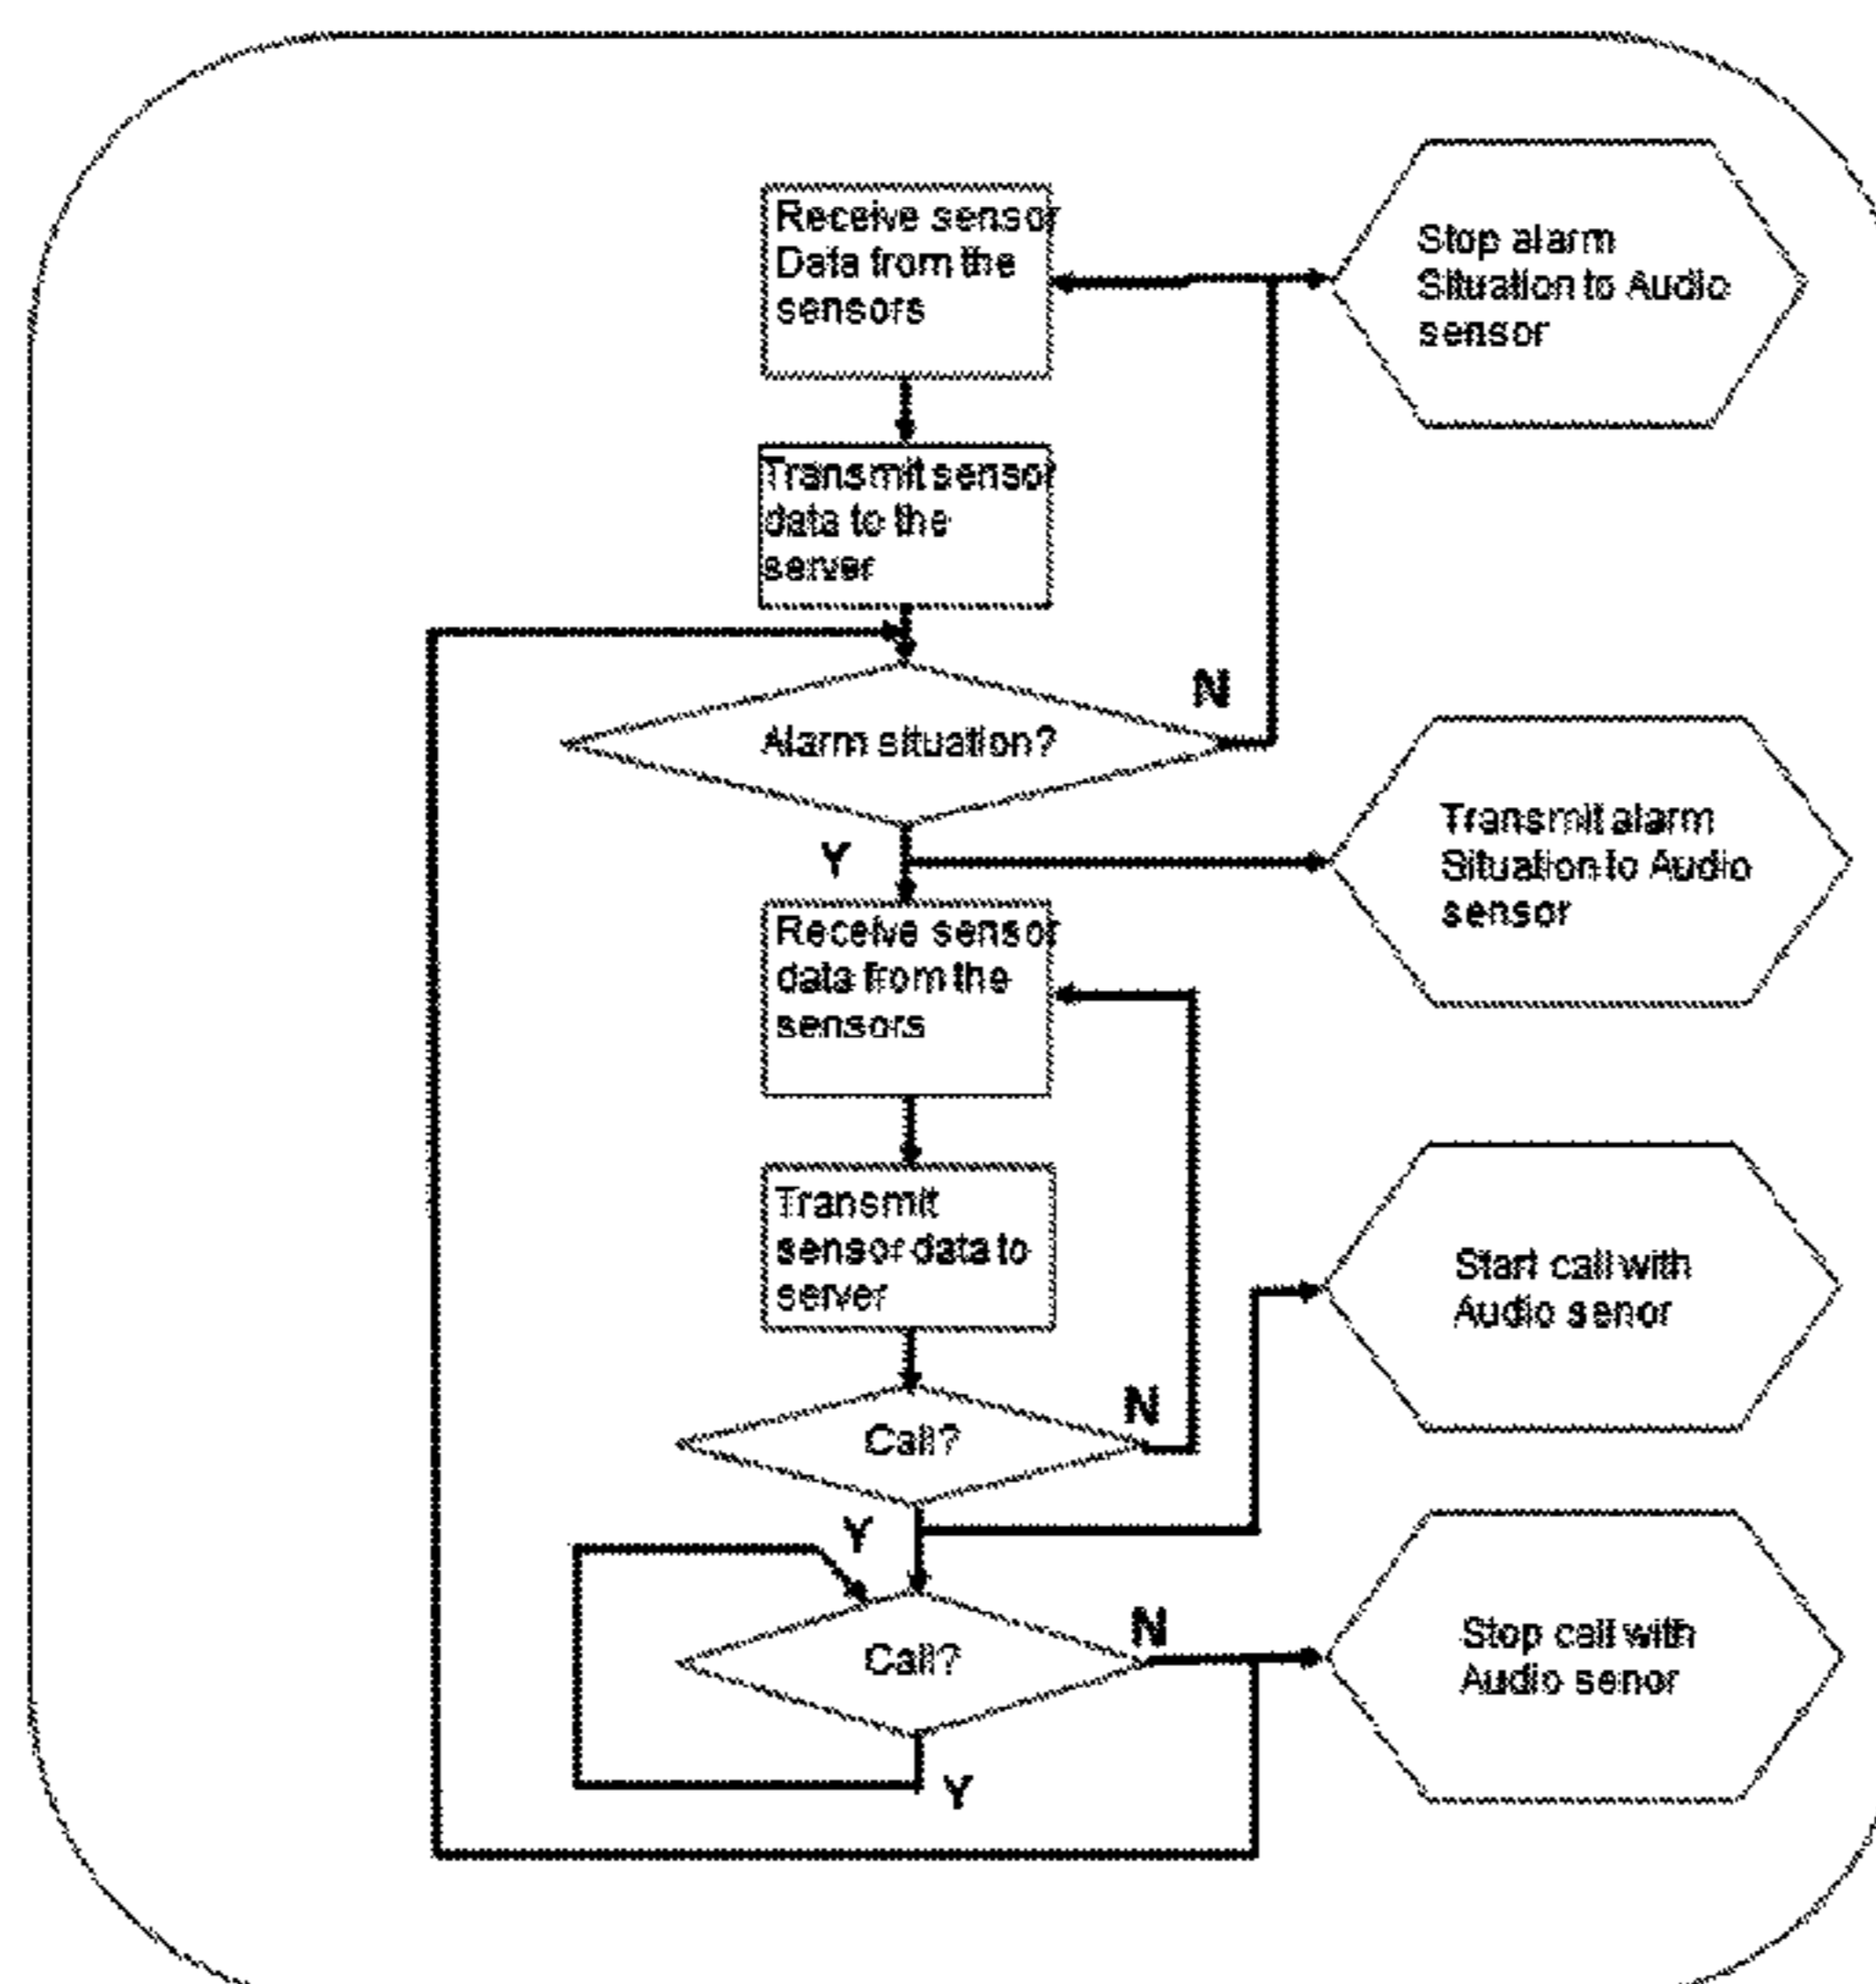 Receive sensor
Data from the
sensors
Stop alarm
Situation to Audio
sensor
Transmit sensor
data to the
server
N
Alarm situation?
Y
Transmit alarm
Situation to Audio
sensor
Receive sensor
data from the
sensors
Transmit
sensor data to
server
Start call with
Audio senor
N
Call?
Y
N
Call?
Stop call with
Audio senor
Y